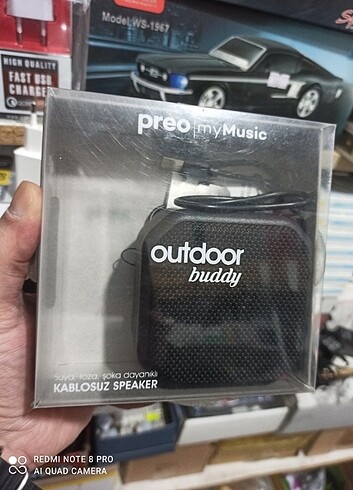 Model:WS-1967
HIGH QUALITY
FAST USB
CHARGER
preo | myMusic
outdoor
buddy
Suya, toza, şoka dayanıklı
KABLOSUZ SPEAKER
REDMI NOTE 8 PRO
AI QUAD CAMERA